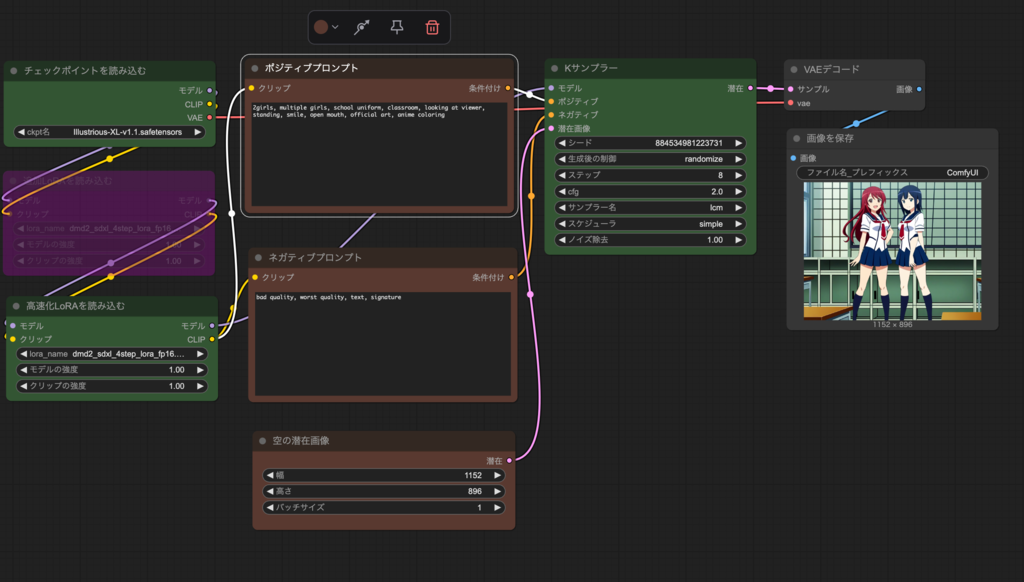 チェックポイントを読み込む
モデル
CLIP
VAE
ckpt名 Illustrious-XL-v1.1.safetensors
LoRAを読み込む
モデル モデル
クリップ CLIP
lora_name dmd2_sdxl_4step_lora_fp16....
モデルの強度 1.00
クリップの強度 1.00
高速化LoRAを読み込む
モデル モデル
クリップ CLIP
lora_name dmd2_sdxl_4step_lora_fp16....
モデルの強度 1.00
クリップの強度 1.00
ポジティブプロンプト
クリップ 条件付け
2girls, multiple girls, school uniform, classroom, looking at viewer,
standing, smile, open mouth, official art, anime coloring
ネガティブプロンプト
クリップ 条件付け
bad quality, worst quality, text, signature
空の潜在画像
潜在
幅 1152
高さ 896
バッチサイズ 1
Kサンプラー
モデル 潜在
ポジティブ
ネガティブ
潜在画像
シード 884534981223731
生成後の制御 randomize
ステップ 8
cfg 2.0
サンプラー名 lcm
スケジューラ simple
ノイズ除去 1.00
VAEデコード
サンプル 画像
vae
画像を保存
画像
ファイル名_プレフィックス ComfyUI
1152 × 896